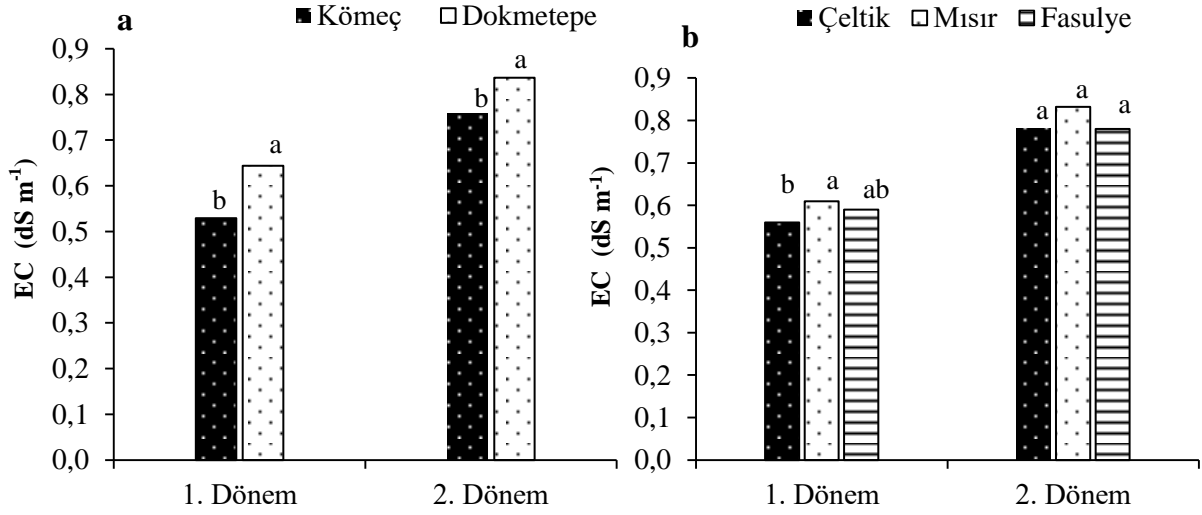 a
Kömeç Dokmetepe
EC (dS m-1)
0,9
0,8
0,7
0,6
0,5
0,4
0,3
0,2
0,1
0,0
b
a
b
a
1. Dönem 2. Dönem
b
Çeltik Mısır Fasulye
EC (dS m-1)
0,9
0,8
0,7
0,6
0,5
0,4
0,3
0,2
0,1
0,0
b
a
ab
a
a
a
1. Dönem 2. Dönem